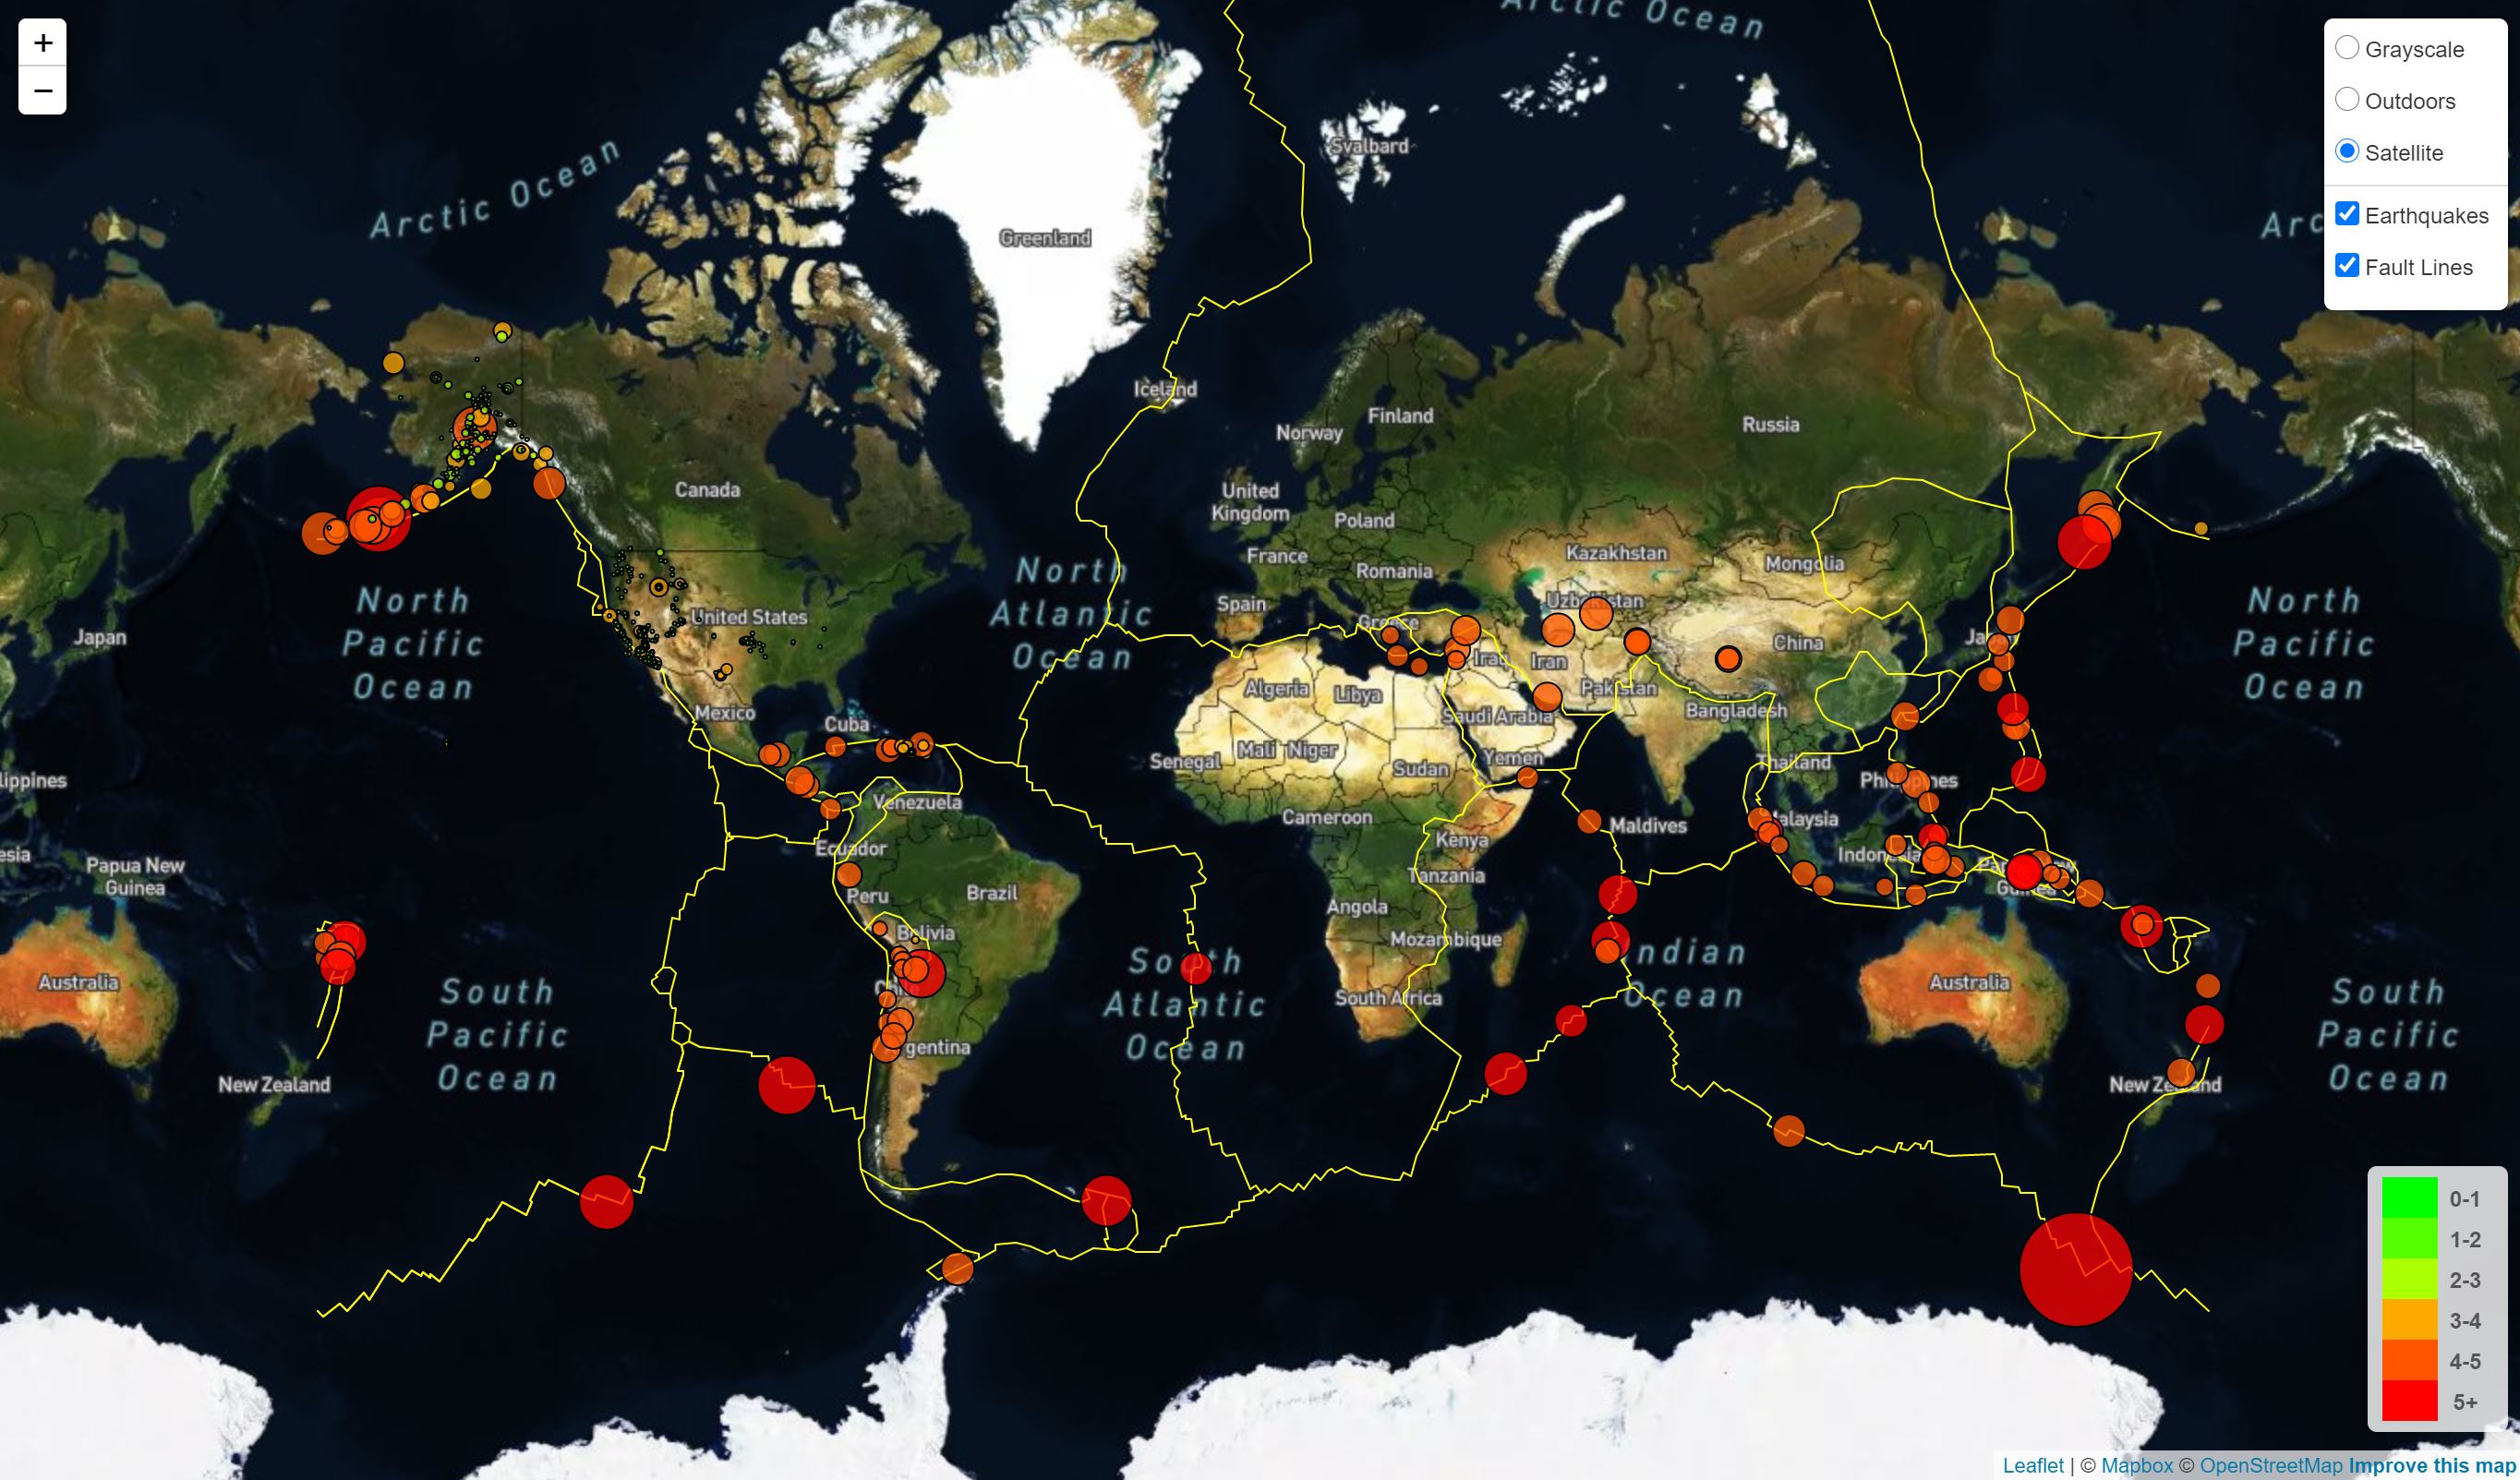 +
−
Arctic Ocean
Arctic Ocean
Arc
Grayscale
Outdoors
Satellite
Earthquakes
Fault Lines
Svalbard
Greenland
Iceland
Finland
Norway
Russia
Canada
United
Kingdom
Poland
France
Kazakhstan
Romania
Mongolia
North
Atlantic
Ocean
North
Pacific
Ocean
North
Pacific
Ocean
Spain
Uzbekistan
United States
Greece
Japan
China
Ja
Iraq
Iran
Algeria
Libya
Pakistan
Mexico
Cuba
Saudi Arabia
Bangladesh
Mali
Niger
Senegal
Sudan
Yemen
Thailand
lippines
Philippines
Venezuela
Cameroon
Maldives
Malaysia
Ecuador
Kenya
esia
Papua New
Guinea
Indonesia
Peru
Brazil
Tanzania
Angola
Bolivia
Mozambique
Australia
South
Atlantic
Ocean
ndian
Ocean
Australia
South
Pacific
Ocean
South Africa
South
Pacific
Ocean
gentina
New Zealand
New Zealand
0-1
1-2
2-3
3-4
4-5
5+
Leaflet | © Mapbox © OpenStreetMap Improve this map